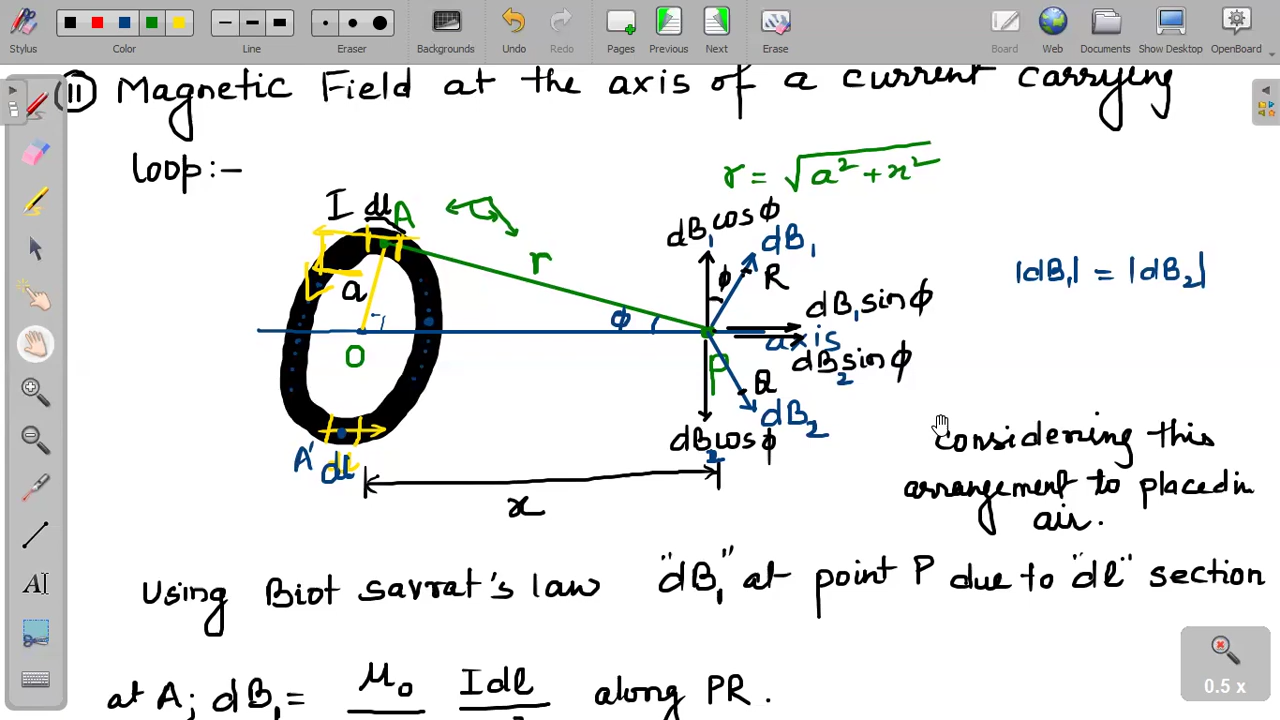 Stylus
Color
Line
Eraser
Backgrounds
Undo
Redo
Pages
Previous
Next
Erase
Board
Web
Documents
Show Desktop
OpenBoard
(II) Magnetic Field at the axis of a current carrying
loop:-
r = √a² + x²
I dl A
r
a
O
ϕ
A' dl
x
dB₁cosϕ
dB₁
ϕ
R
dB₁sinϕ
axis
dB₂sinϕ
P
Q
dB₂
dB₂cosϕ
|dB₁| = |dB₂|
Considering this
arrangement to placed in
air.
Using Biot savrat's law "dB₁" at point P due to "dl" section
at A; dB₁ = μ₀ Idl along PR.
0.5 x